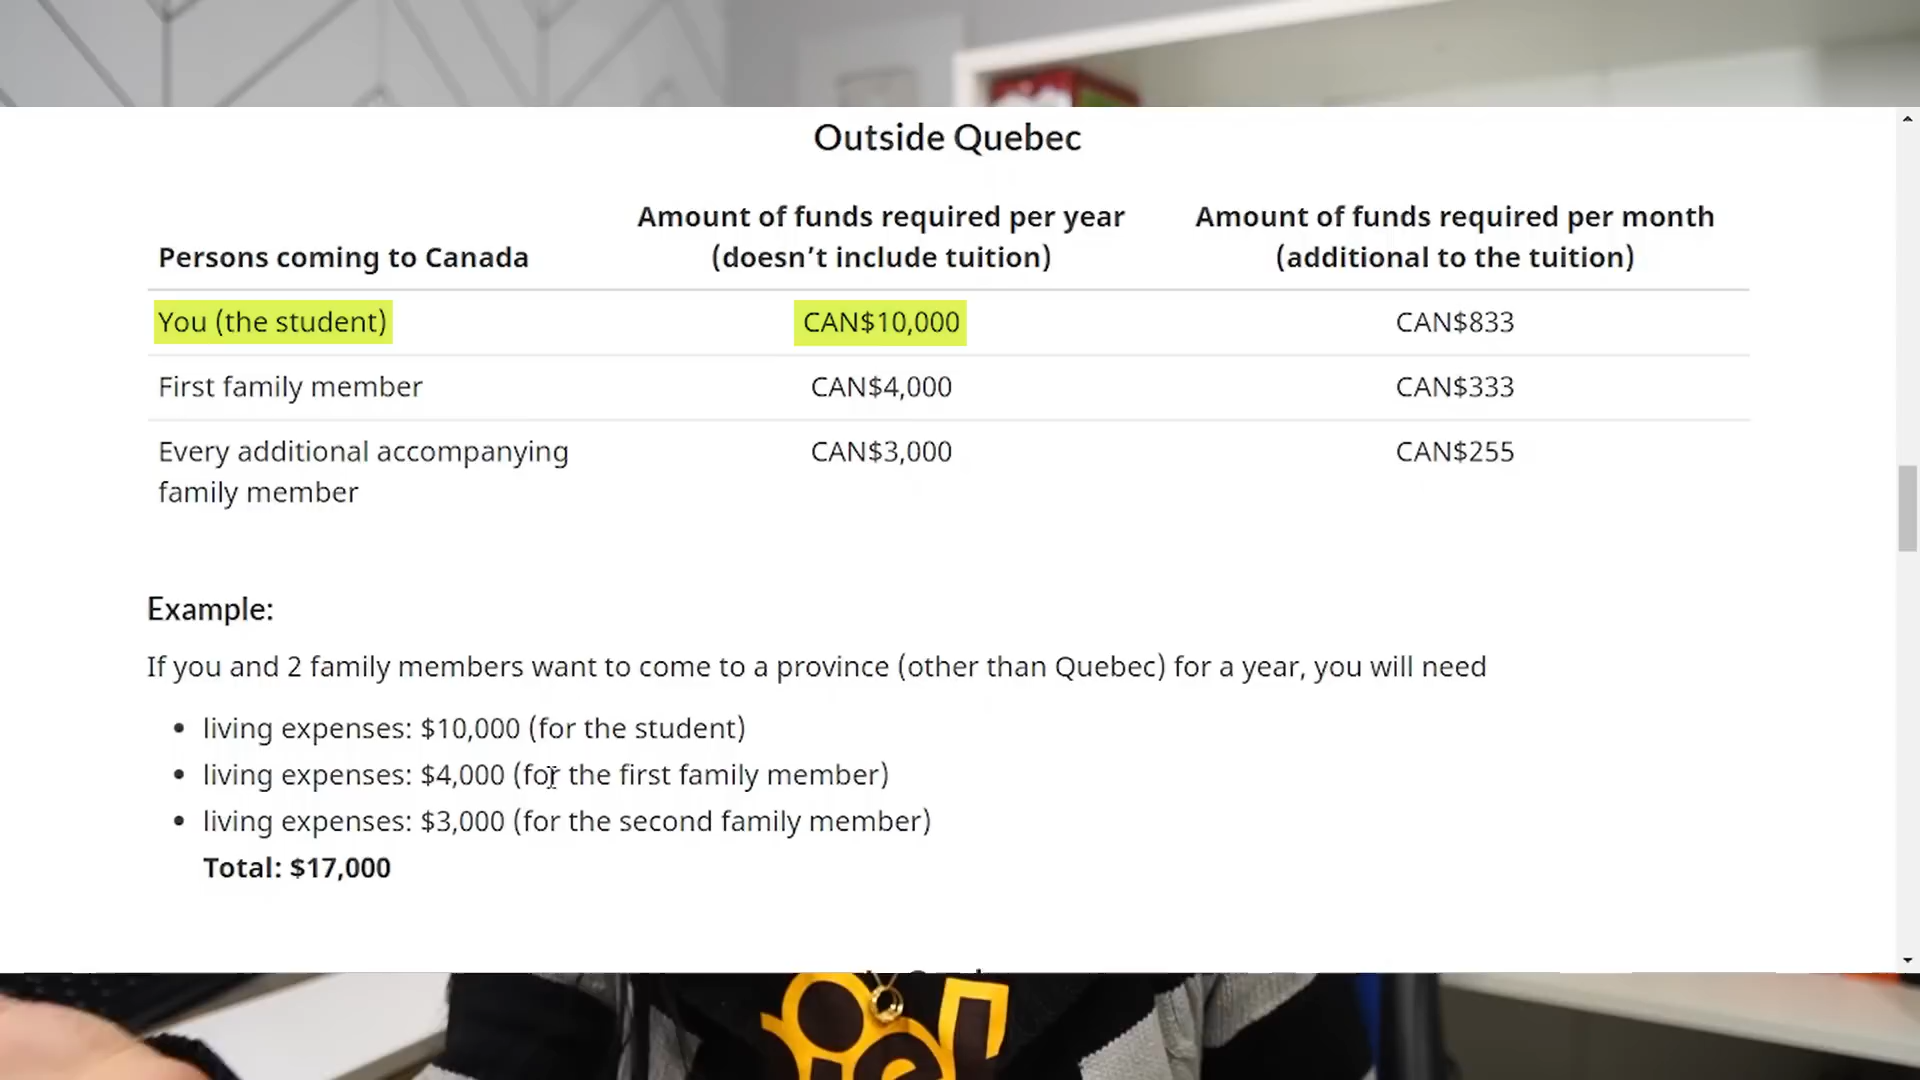 Outside Quebec
Persons coming to Canada
Amount of funds required per year
(doesn't include tuition)
Amount of funds required per month
(additional to the tuition)
You (the student)
CAN$10,000
CAN$833
First family member
CAN$4,000
CAN$333
Every additional accompanying
family member
CAN$3,000
CAN$255
Example:
If you and 2 family members want to come to a province (other than Quebec) for a year, you will need
• living expenses: $10,000 (for the student)
• living expenses: $4,000 (for the first family member)
• living expenses: $3,000 (for the second family member)
Total: $17,000